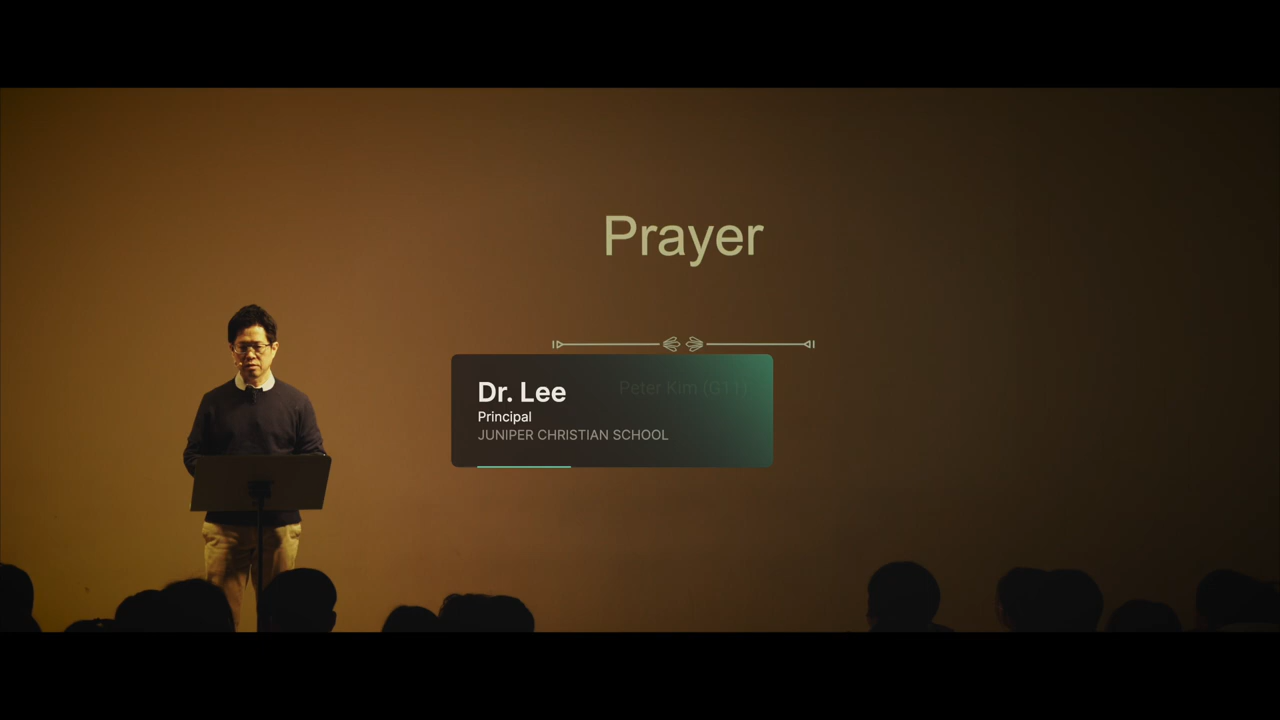 Prayer
Peter Kim (G11)
Dr. Lee
Principal
JUNIPER CHRISTIAN SCHOOL